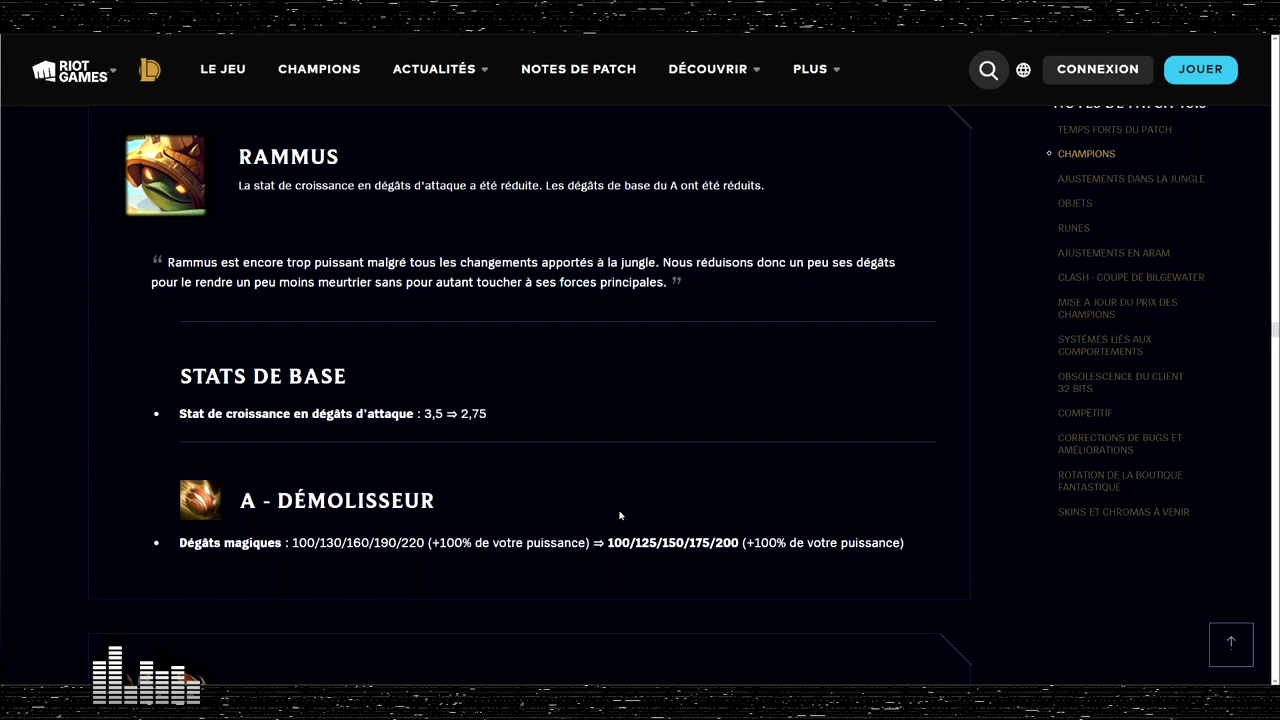 RIOT GAMES
LE JEU
CHAMPIONS
ACTUALITÉS
NOTES DE PATCH
DÉCOUVRIR
PLUS
CONNEXION
JOUER
RAMMUS
La stat de croissance en dégâts d'attaque a été réduite. Les dégâts de base du A ont été réduits.
“ Rammus est encore trop puissant malgré tous les changements apportés à la jungle. Nous réduisons donc un peu ses dégâts
pour le rendre un peu moins meurtrier sans pour autant toucher à ses forces principales. ”
STATS DE BASE
• Stat de croissance en dégâts d'attaque : 3,5 ⇒ 2,75
A - DÉMOLISSEUR
• Dégâts magiques : 100/130/160/190/220 (+100% de votre puissance) ⇒ 100/125/150/175/200 (+100% de votre puissance)
TEMPS FORTS DU PATCH
CHAMPIONS
AJUSTEMENTS DANS LA JUNGLE
OBJETS
RUNES
AJUSTEMENTS EN ARAM
CLASH - COUPE DE BILGEWATER
MISE À JOUR DU PRIX DES
CHAMPIONS
SYSTÈMES LIÉS AUX
COMPORTEMENTS
OBSOLESCENCE DU CLIENT
32 BITS
COMPÉTITIF
CORRECTIONS DE BUGS ET
AMÉLIORATIONS
ROTATION DE LA BOUTIQUE
FANTASTIQUE
SKINS ET CHROMAS À VENIR